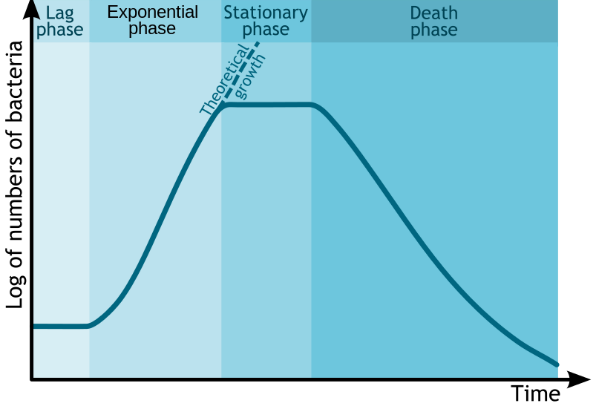 Lag
phase
Exponential
phase
Stationary
phase
Death
phase
Theoretical
growth
Log of numbers of bacteria
Time